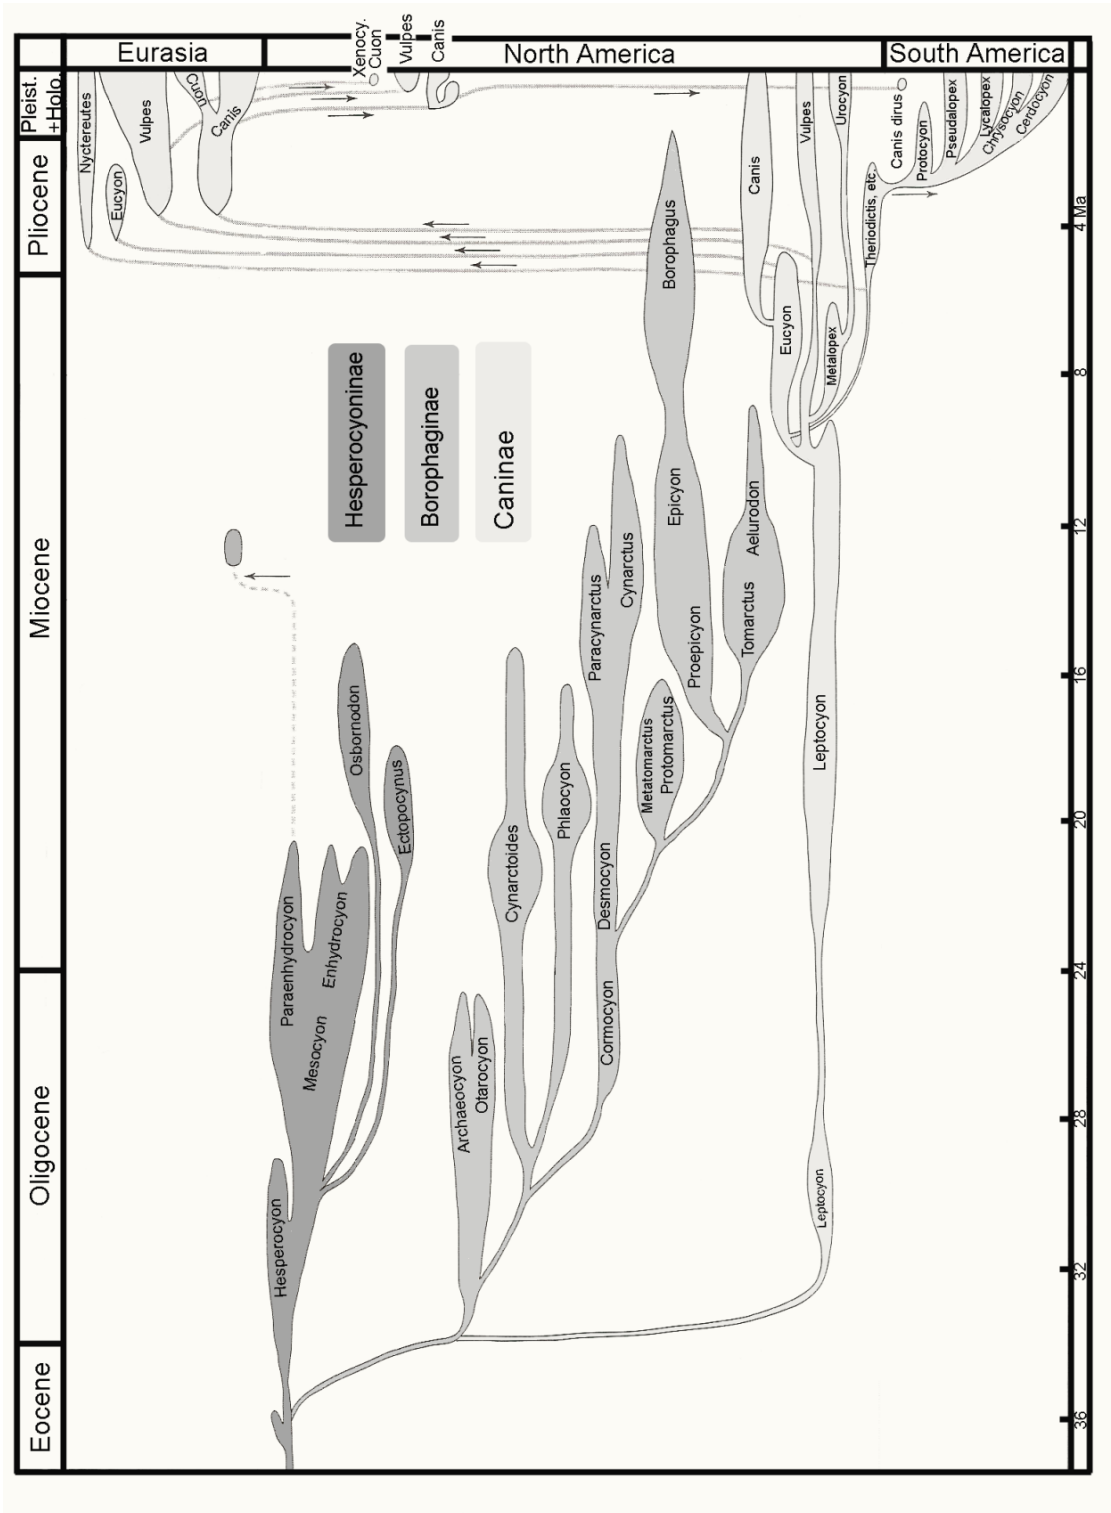 Eurasia
North America
South America
Xenocy.
Cuon
Vulpes
Canis
Pleist.
+Holo.
Pliocene
Miocene
Oligocene
Eocene
Nyctereutes
Eucyon
Vulpes
Cuon
Canis
Borophagus
Canis
Vulpes
Urocyon
Canis dirus
Protocyon
Pseudalopex
Lycalopex
Chrysocyon
Cerdocyon
Theriodictis, etc.
Eucyon
Metalopex
Hesperocyoninae
Borophaginae
Caninae
Epicyon
Proepicyon
Aelurodon
Tomarctus
Paracynarctus
Cynarctus
Osbornodon
Ectopocynus
Metatomarctus
Protomarctus
Leptocyon
Phlaocyon
Cynarctoides
Desmocyon
Cormocyon
Paraenhydrocyon
Enhydrocyon
Mesocyon
Archaeocyon
Otarocyon
Hesperocyon
Leptocyon
4 Ma
8
12
16
20
24
28
32
36